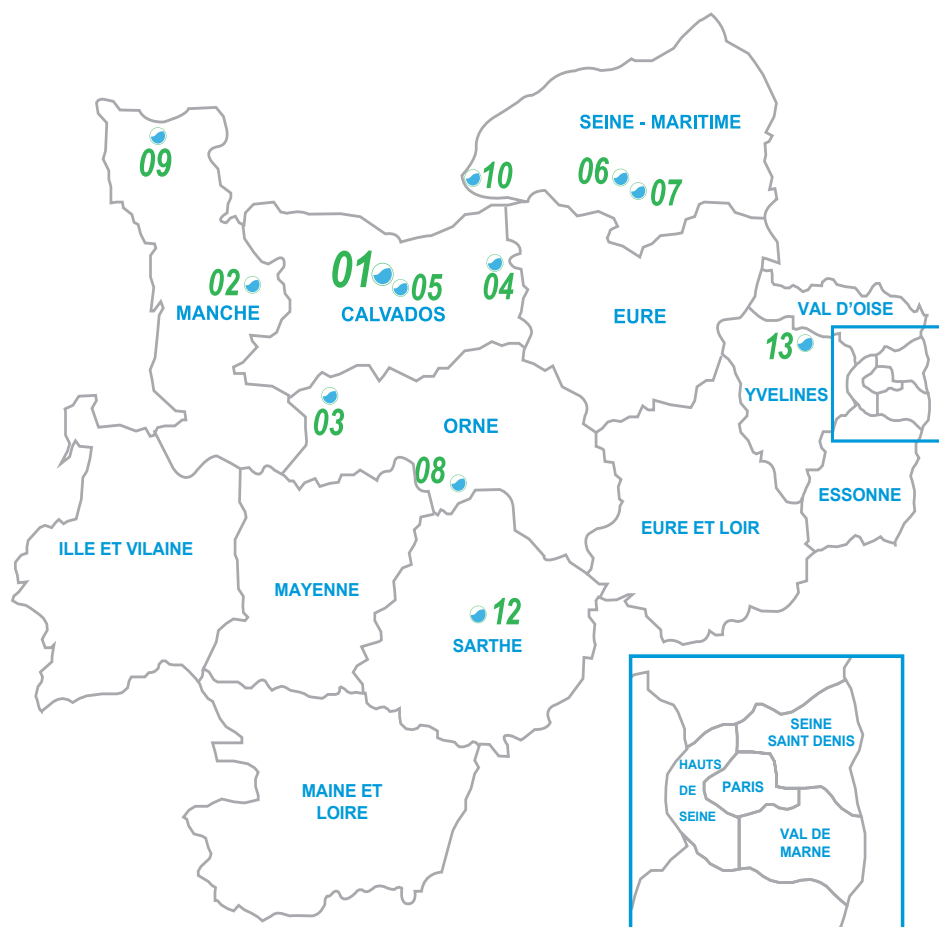 SEINE - MARITIME
09
10
06
07
01
02
05
04
MANCHE
CALVADOS
EURE
VAL D'OISE
13
YVELINES
03
ORNE
08
ESSONNE
EURE ET LOIR
ILLE ET VILAINE
MAYENNE
12
SARTHE
MAINE ET
LOIRE
SEINE
SAINT DENIS
HAUTS
DE
SEINE
PARIS
VAL DE
MARNE